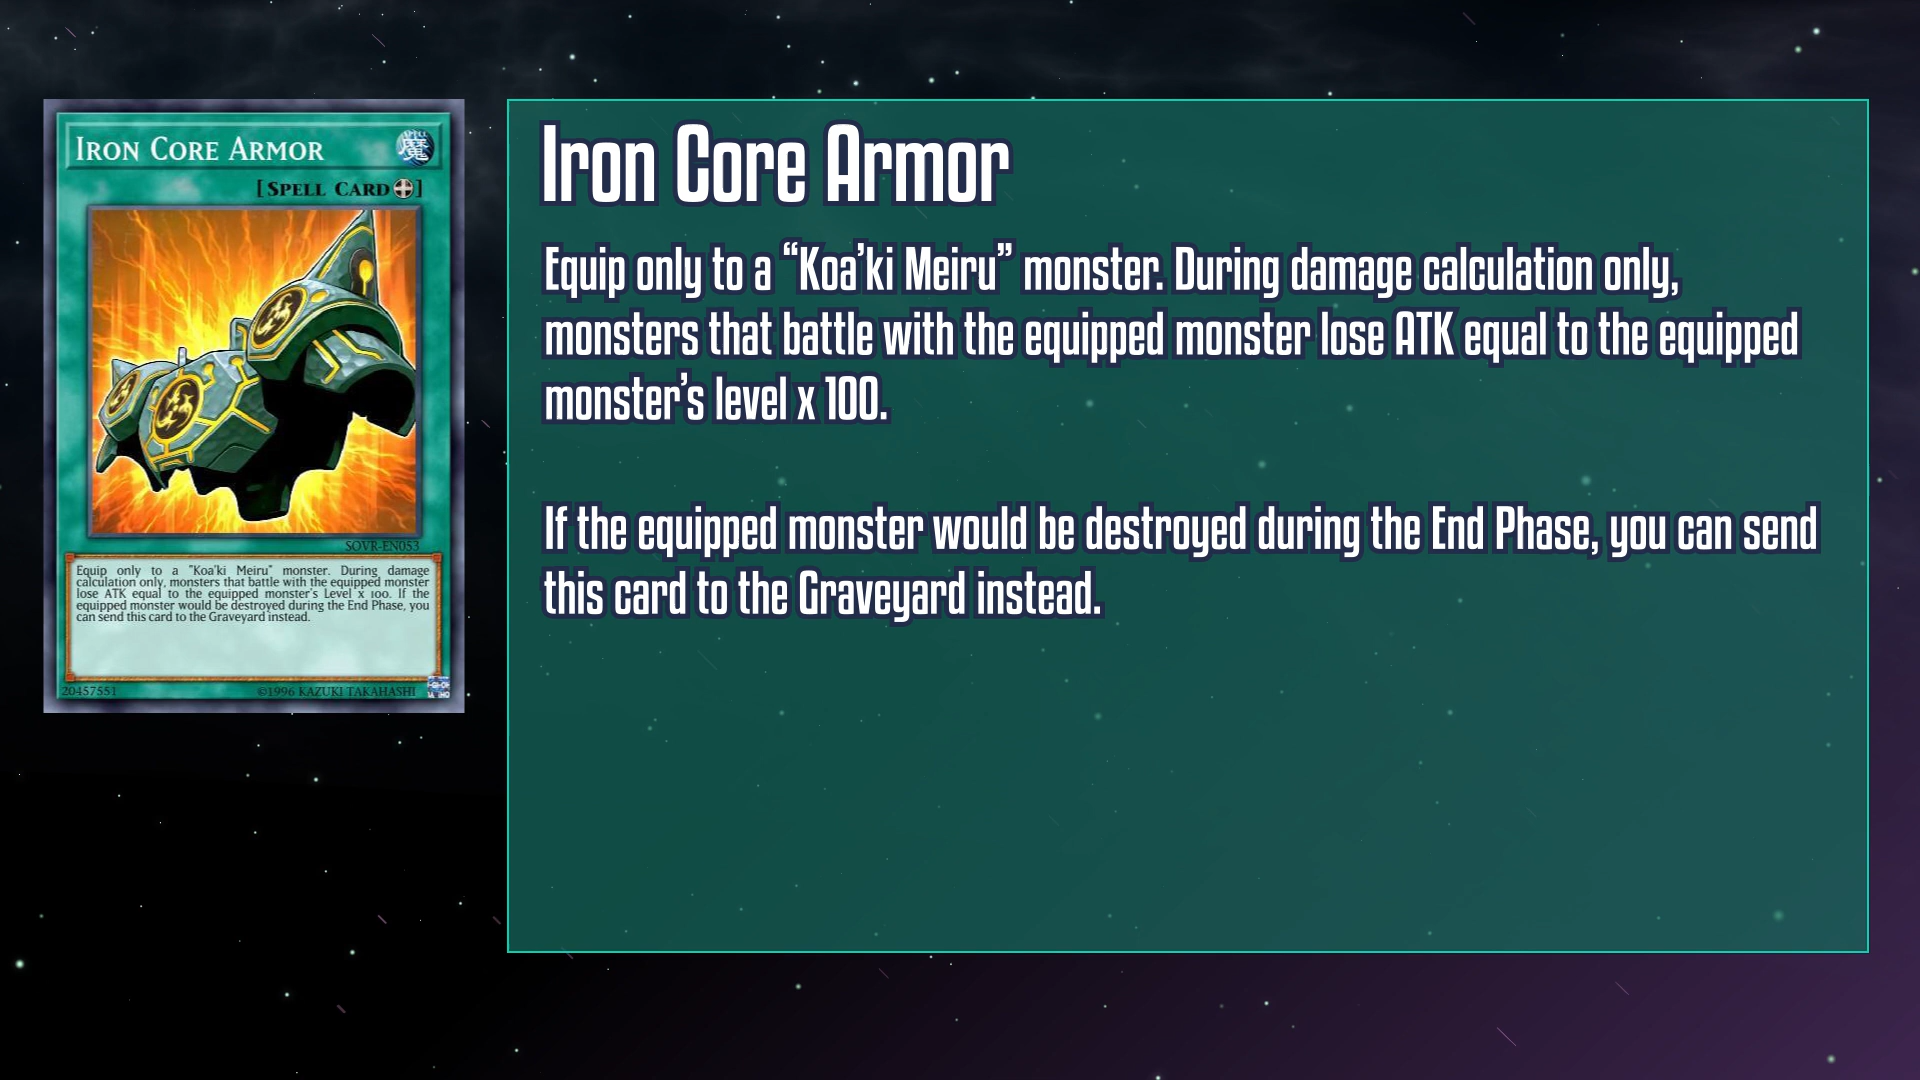 Iron Core Armor
[Spell Card]
SOVR-EN053
Equip only to a "Koa'ki Meiru" monster. During damage
calculation only, monsters that battle with the equipped monster
lose ATK equal to the equipped monster's Level x 100. If the
equipped monster would be destroyed during the End Phase, you
can send this card to the Graveyard instead.
20457551
©1996 KAZUKI TAKAHASHI
Iron Core Armor
Equip only to a “Koa’ki Meiru” monster. During damage calculation only,
monsters that battle with the equipped monster lose ATK equal to the equipped
monster’s level x 100.
If the equipped monster would be destroyed during the End Phase, you can send
this card to the Graveyard instead.